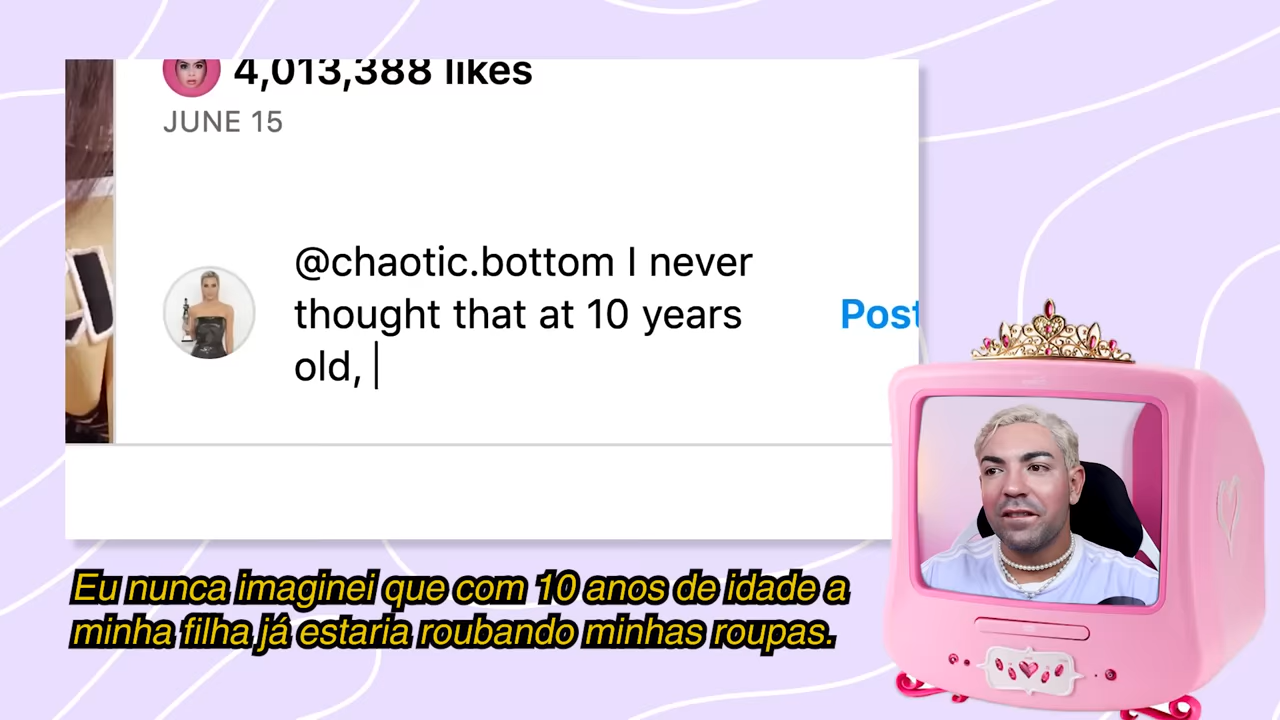 4,013,388 likes
JUNE 15
@chaotic.bottom I never
thought that at 10 years
old,
Post
Eu nunca imaginei que com 10 anos de idade a
minha filha já estaria roubando minhas roupas.